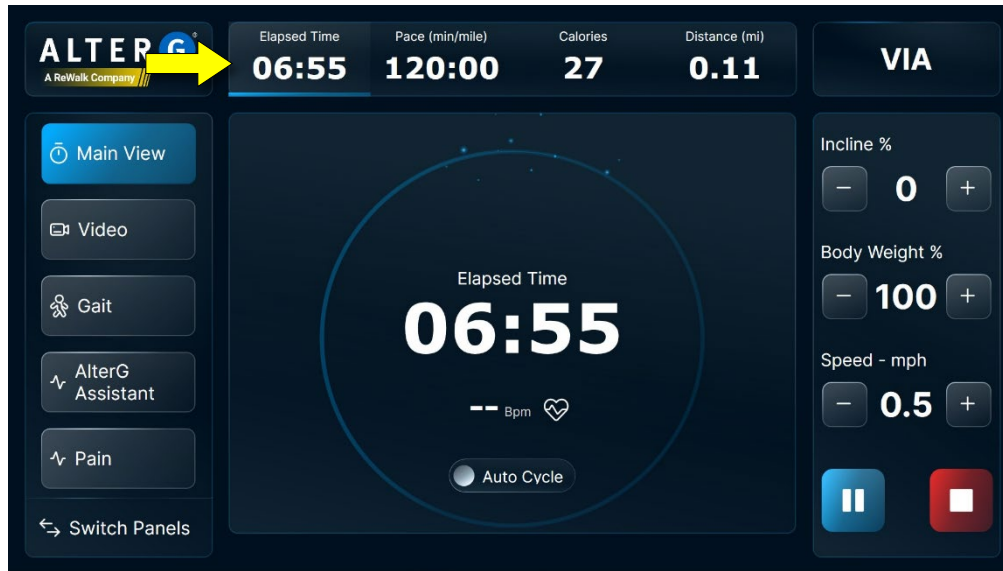 ALTER G
A ReWalk Company
Elapsed Time
06:55
Pace (min/mile)
120:00
Calories
27
Distance (mi)
0.11
VIA
Main View
Video
Gait
AlterG
Assistant
Pain
Switch Panels
Elapsed Time
06:55
-- Bpm
Auto Cycle
Incline %
− 0 +
Body Weight %
− 100 +
Speed - mph
− 0.5 +